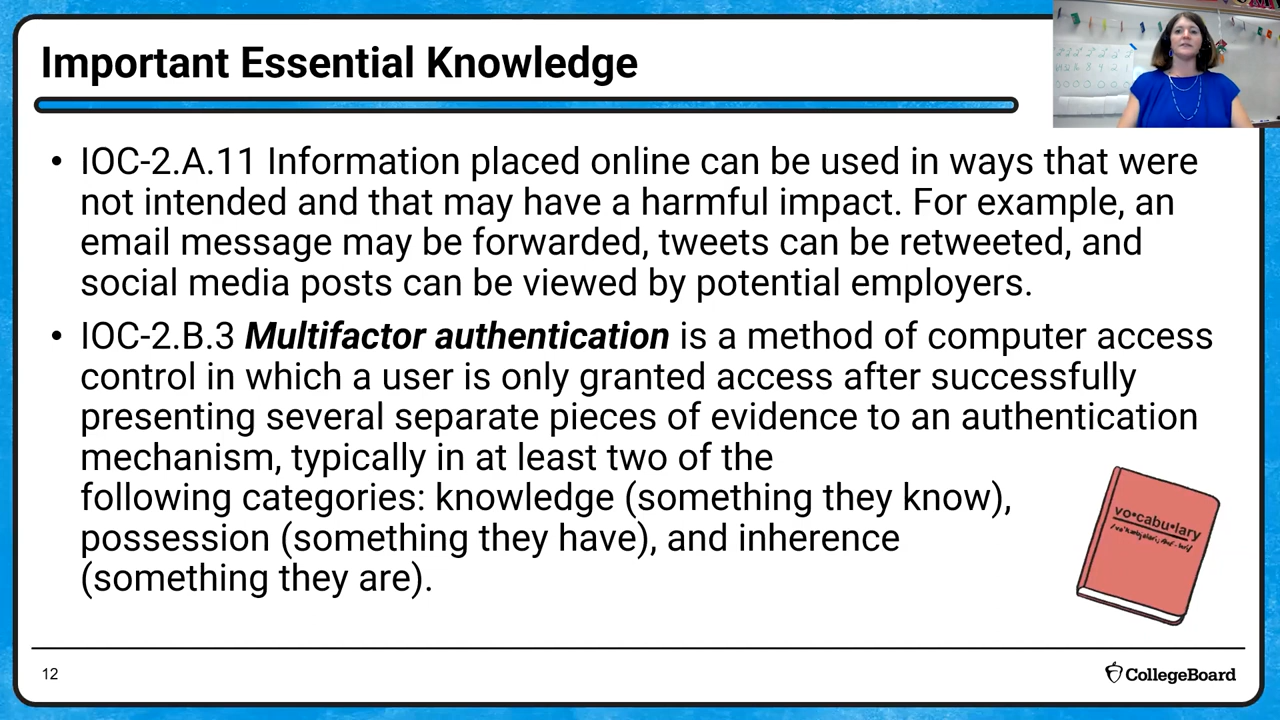 Important Essential Knowledge
• IOC-2.A.11 Information placed online can be used in ways that were
not intended and that may have a harmful impact. For example, an
email message may be forwarded, tweets can be retweeted, and
social media posts can be viewed by potential employers.
• IOC-2.B.3 Multifactor authentication is a method of computer access
control in which a user is only granted access after successfully
presenting several separate pieces of evidence to an authentication
mechanism, typically in at least two of the
following categories: knowledge (something they know),
possession (something they have), and inherence
(something they are).
vo•cabu•lary
12
CollegeBoard